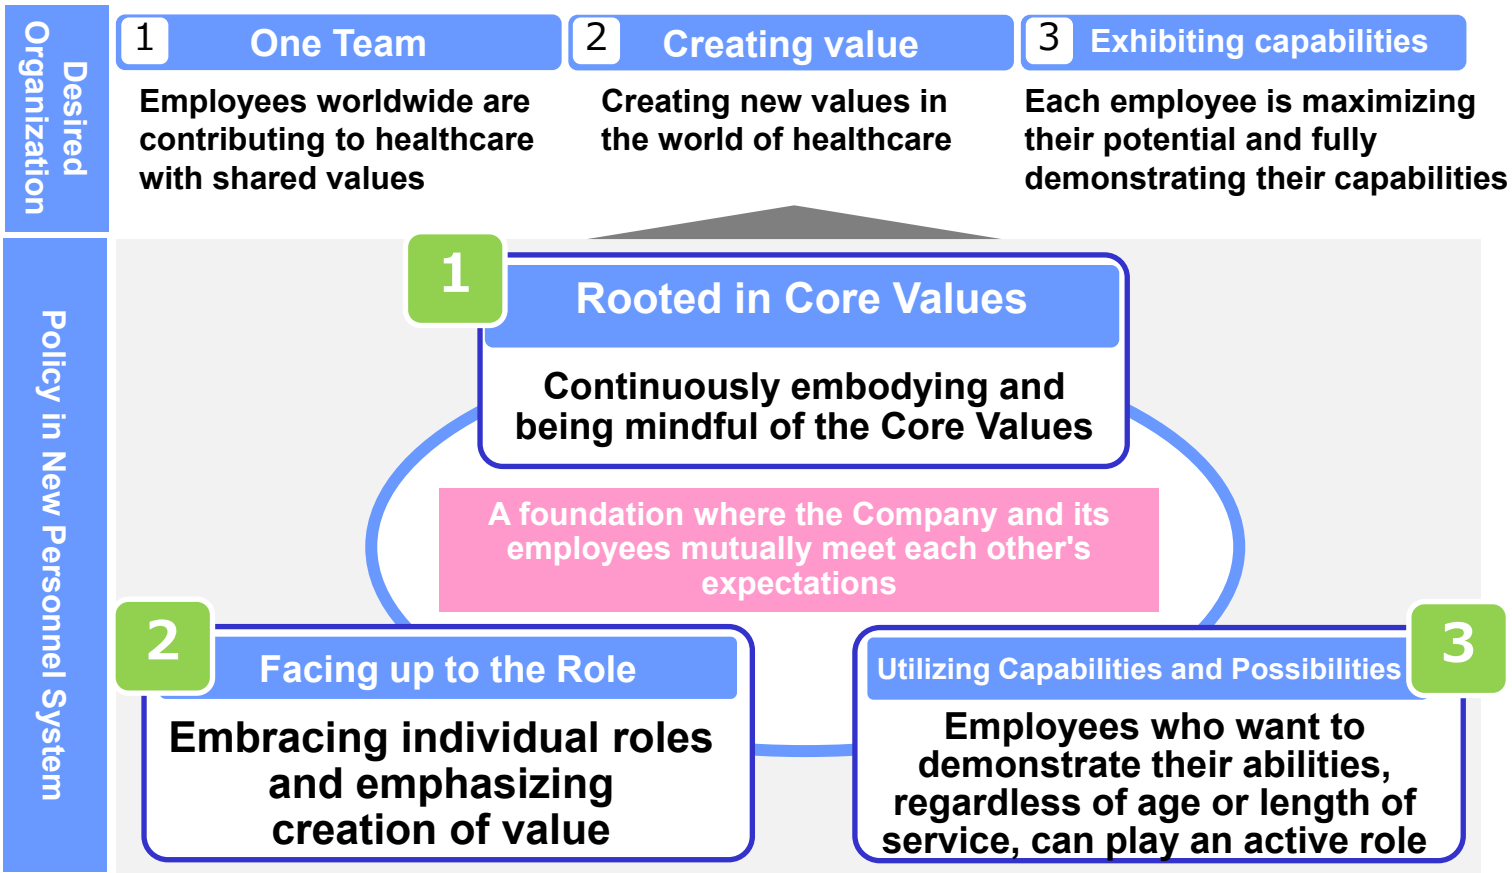 Desired
Organization
1
One Team
Employees worldwide are
contributing to healthcare
with shared values
2
Creating value
Creating new values in
the world of healthcare
3
Exhibiting capabilities
Each employee is maximizing
their potential and fully
demonstrating their capabilities
Policy in New Personnel System
1
Rooted in Core Values
Continuously embodying and
being mindful of the Core Values
A foundation where the Company and its
employees mutually meet each other's
expectations
2
Facing up to the Role
Embracing individual roles
and emphasizing
creation of value
3
Utilizing Capabilities and Possibilities
Employees who want to
demonstrate their abilities,
regardless of age or length of
service, can play an active role